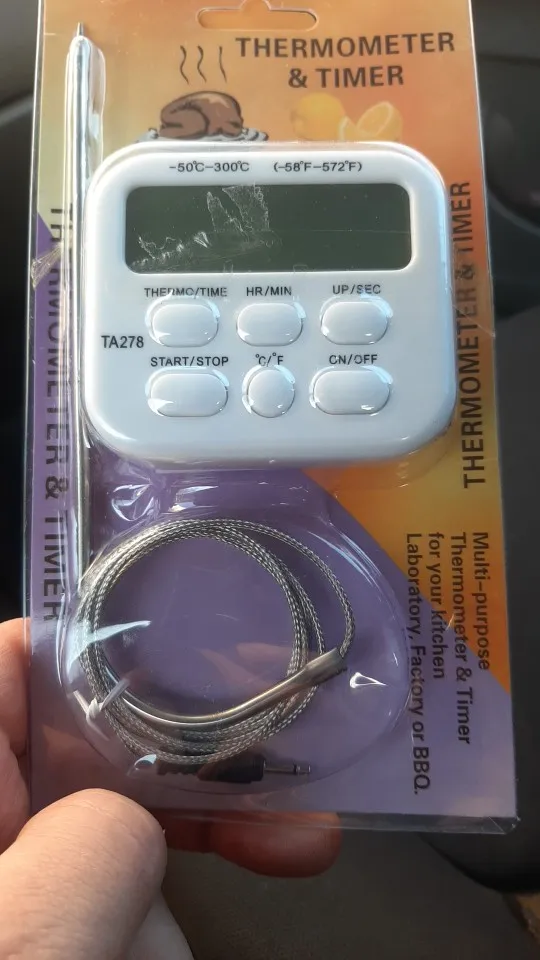 THERMOMETER
& TIMER
-50℃-300℃ (-58℉-572℉)
THERMO/TIME HR/MIN UP/SEC
TA278
START/STOP ℃/℉ ON/OFF
THERMOMETER & TIMER
THERMOMETER & TIMER
Multi-purpose
Thermometer & Timer
for your kitchen
Laboratory, Factory or BBQ.